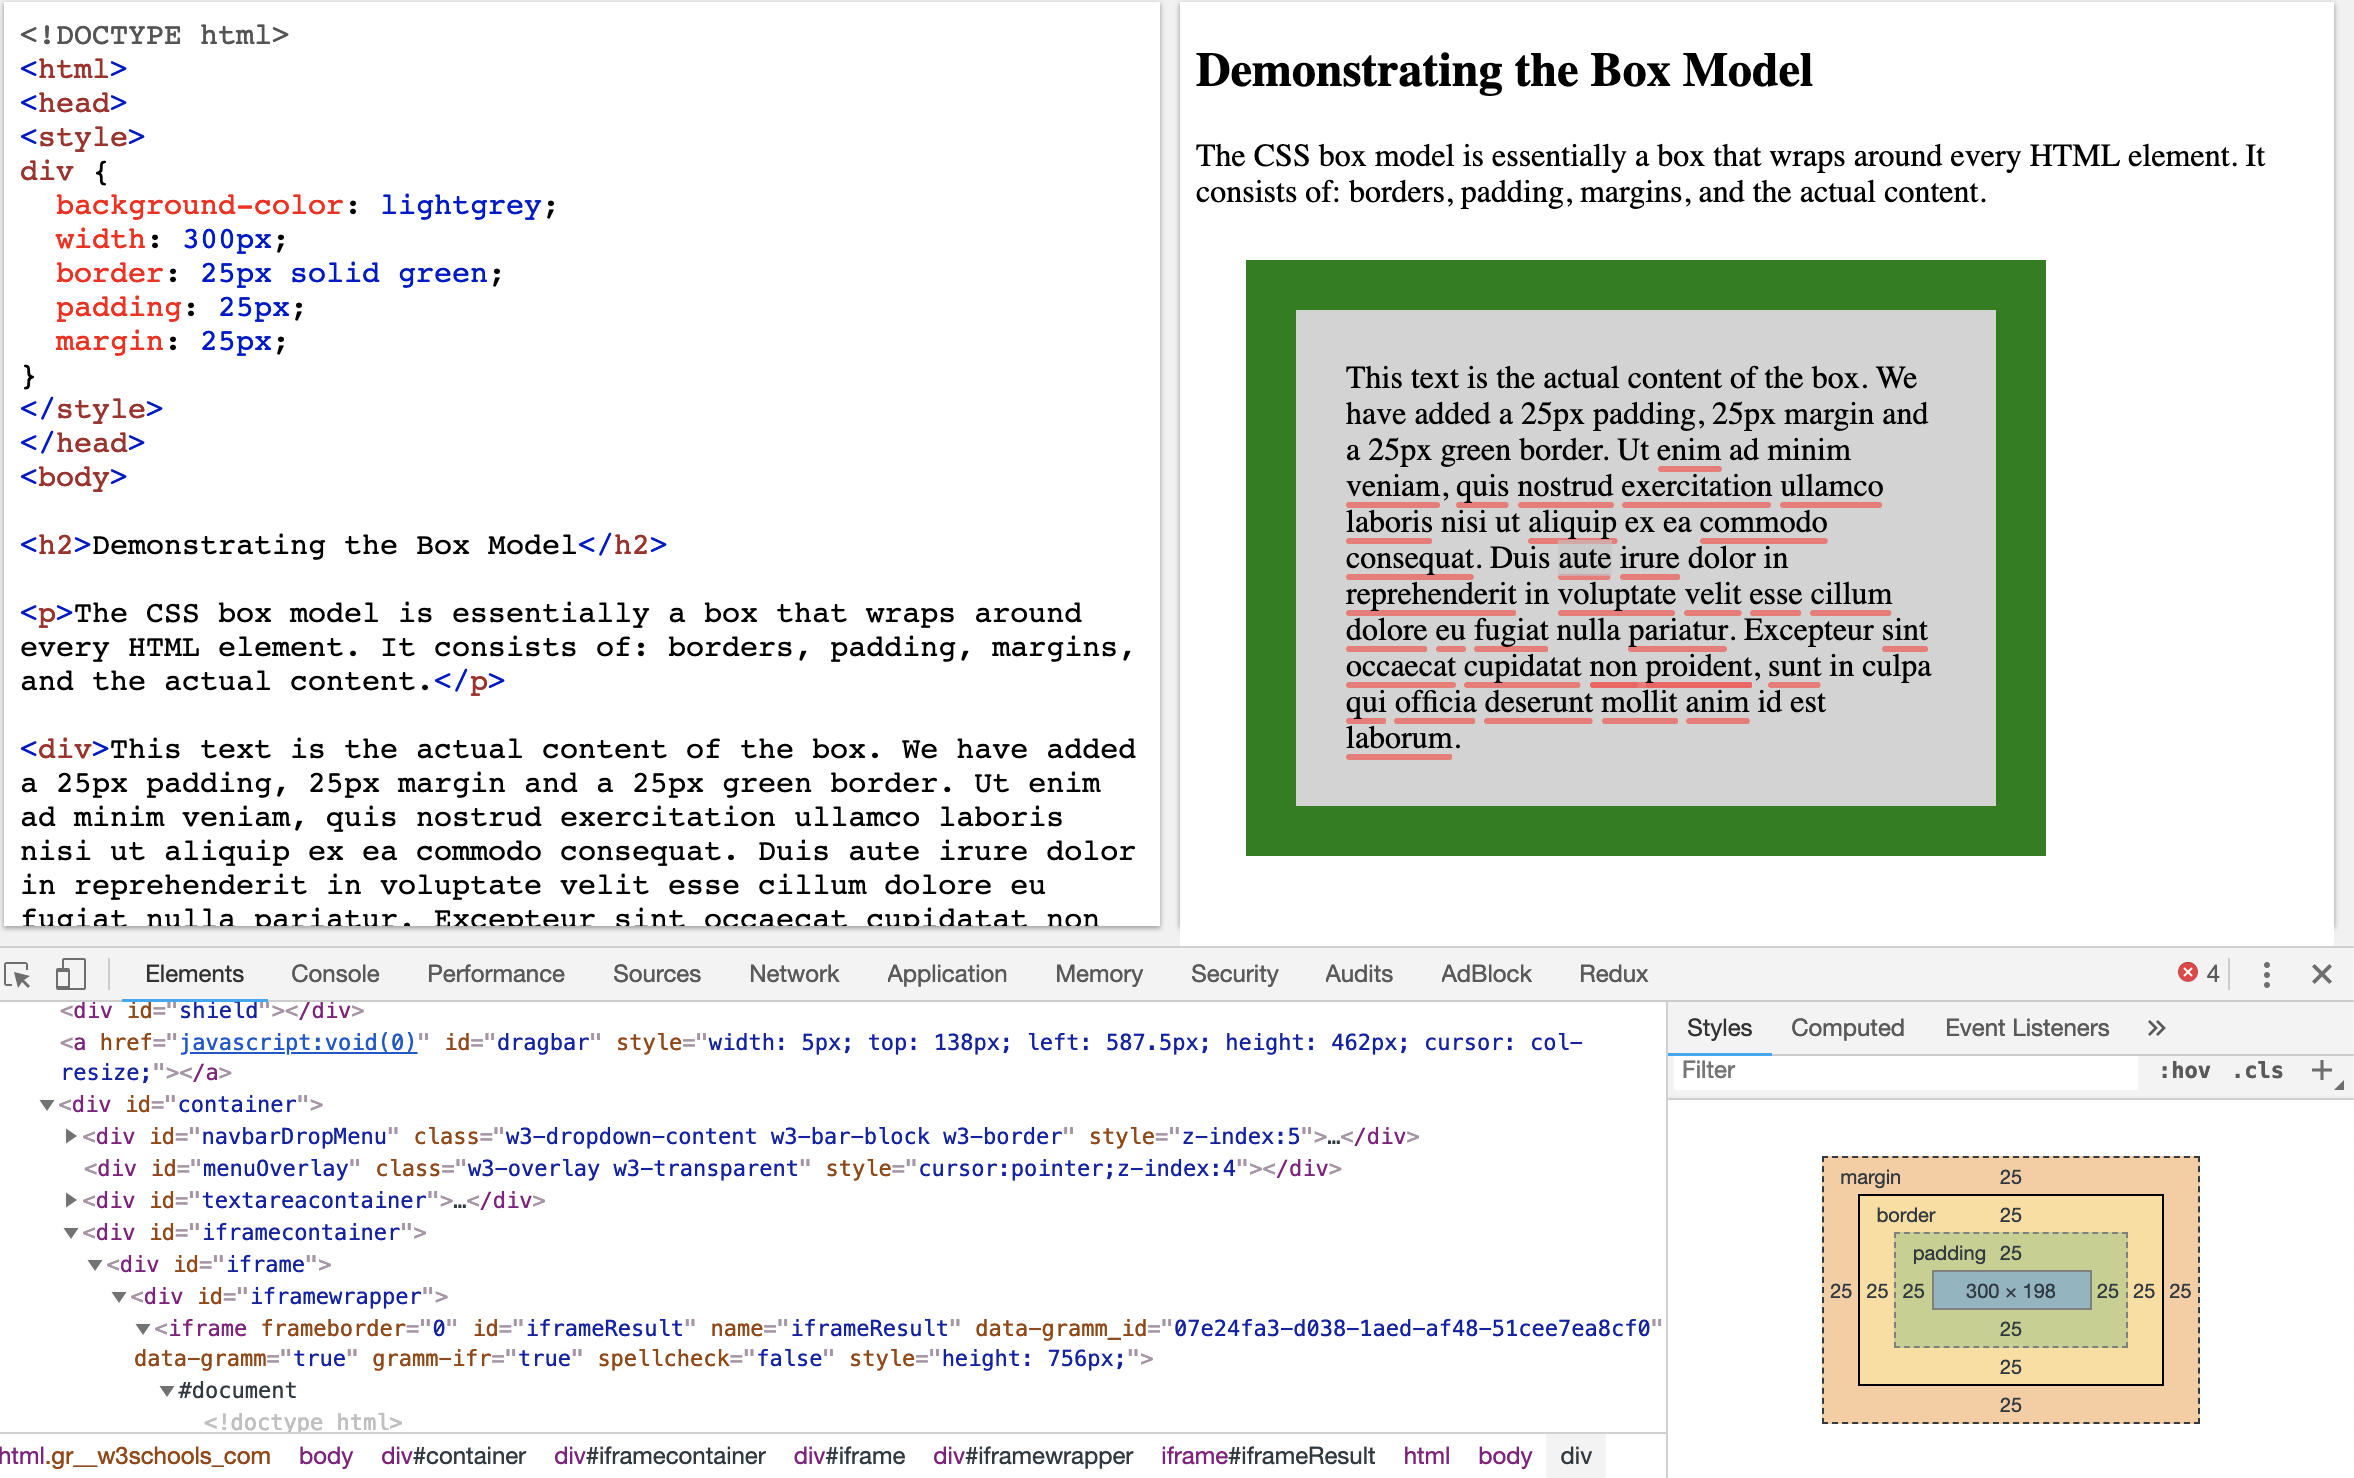 <!DOCTYPE html>
<html>
<head>
<style>
div {
  background-color: lightgrey;
  width: 300px;
  border: 25px solid green;
  padding: 25px;
  margin: 25px;
}
</style>
</head>
<body>
<h2>Demonstrating the Box Model</h2>
<p>The CSS box model is essentially a box that wraps around
every HTML element. It consists of: borders, padding, margins,
and the actual content.</p>
<div>This text is the actual content of the box. We have added
a 25px padding, 25px margin and a 25px green border. Ut enim
ad minim veniam, quis nostrud exercitation ullamco laboris
nisi ut aliquip ex ea commodo consequat. Duis aute irure dolor
in reprehenderit in voluptate velit esse cillum dolore eu
fugiat nulla pariatur. Excepteur sint occaecat cupidatat non
Demonstrating the Box Model
The CSS box model is essentially a box that wraps around every HTML element. It
consists of: borders, padding, margins, and the actual content.
This text is the actual content of the box. We
have added a 25px padding, 25px margin and
a 25px green border. Ut enim ad minim
veniam, quis nostrud exercitation ullamco
laboris nisi ut aliquip ex ea commodo
consequat. Duis aute irure dolor in
reprehenderit in voluptate velit esse cillum
dolore eu fugiat nulla pariatur. Excepteur sint
occaecat cupidatat non proident, sunt in culpa
qui officia deserunt mollit anim id est
laborum.
Elements Console Performance Sources Network Application Memory Security Audits AdBlock Redux 4
<div id="shield"></div>
<a href="javascript:void(0)" id="dragbar" style="width: 5px; top: 138px; left: 587.5px; height: 462px; cursor: col-
resize;"></a>
<div id="container">
<div id="navbarDropMenu" class="w3-dropdown-content w3-bar-block w3-border" style="z-index:5">…</div>
<div id="menuOverlay" class="w3-overlay w3-transparent" style="cursor:pointer;z-index:4"></div>
<div id="textareacontainer">…</div>
<div id="iframecontainer">
<div id="iframe">
<div id="iframewrapper">
<iframe frameborder="0" id="iframeResult" name="iframeResult" data-gramm_id="07e24fa3-d038-1aed-af48-51cee7ea8cf0"
data-gramm="true" gramm-ifr="true" spellcheck="false" style="height: 756px;">
#document
<!doctype html>
html.gr__w3schools_com body div#container div#iframecontainer div#iframe div#iframewrapper iframe#iframeResult html body div
Styles Computed Event Listeners »
Filter :hov .cls +
margin 25
border 25
padding 25
25 25 25 300 × 198 25 25 25
25
25
25